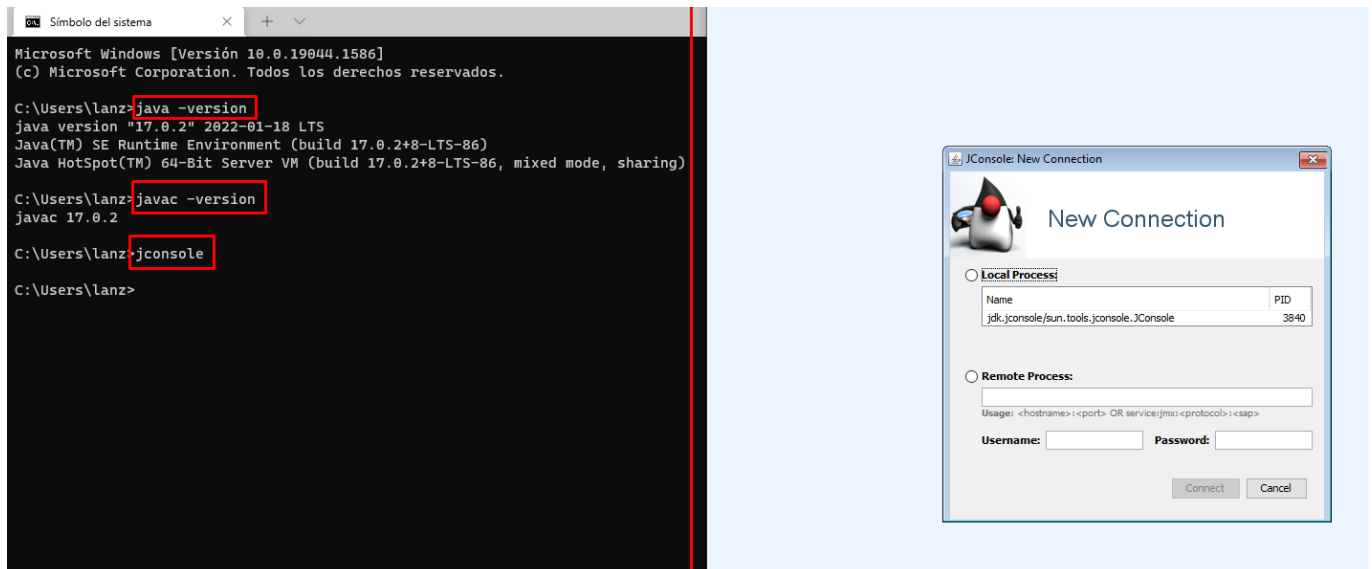 Símbolo del sistema
Microsoft Windows [Versión 10.0.19044.1586]
(c) Microsoft Corporation. Todos los derechos reservados.
C:\Users\lanz>java -version
java version "17.0.2" 2022-01-18 LTS
Java(TM) SE Runtime Environment (build 17.0.2+8-LTS-86)
Java HotSpot(TM) 64-Bit Server VM (build 17.0.2+8-LTS-86, mixed mode, sharing)
C:\Users\lanz>javac -version
javac 17.0.2
C:\Users\lanz>jconsole
C:\Users\lanz>
JConsole: New Connection
New Connection
Local Process:
Name PID
jdk.jconsole/sun.tools.jconsole.JConsole 3840
Remote Process:
Usage: <hostname>:<port> OR service:jmx:<protocol>:<sap>
Username: Password:
Connect Cancel